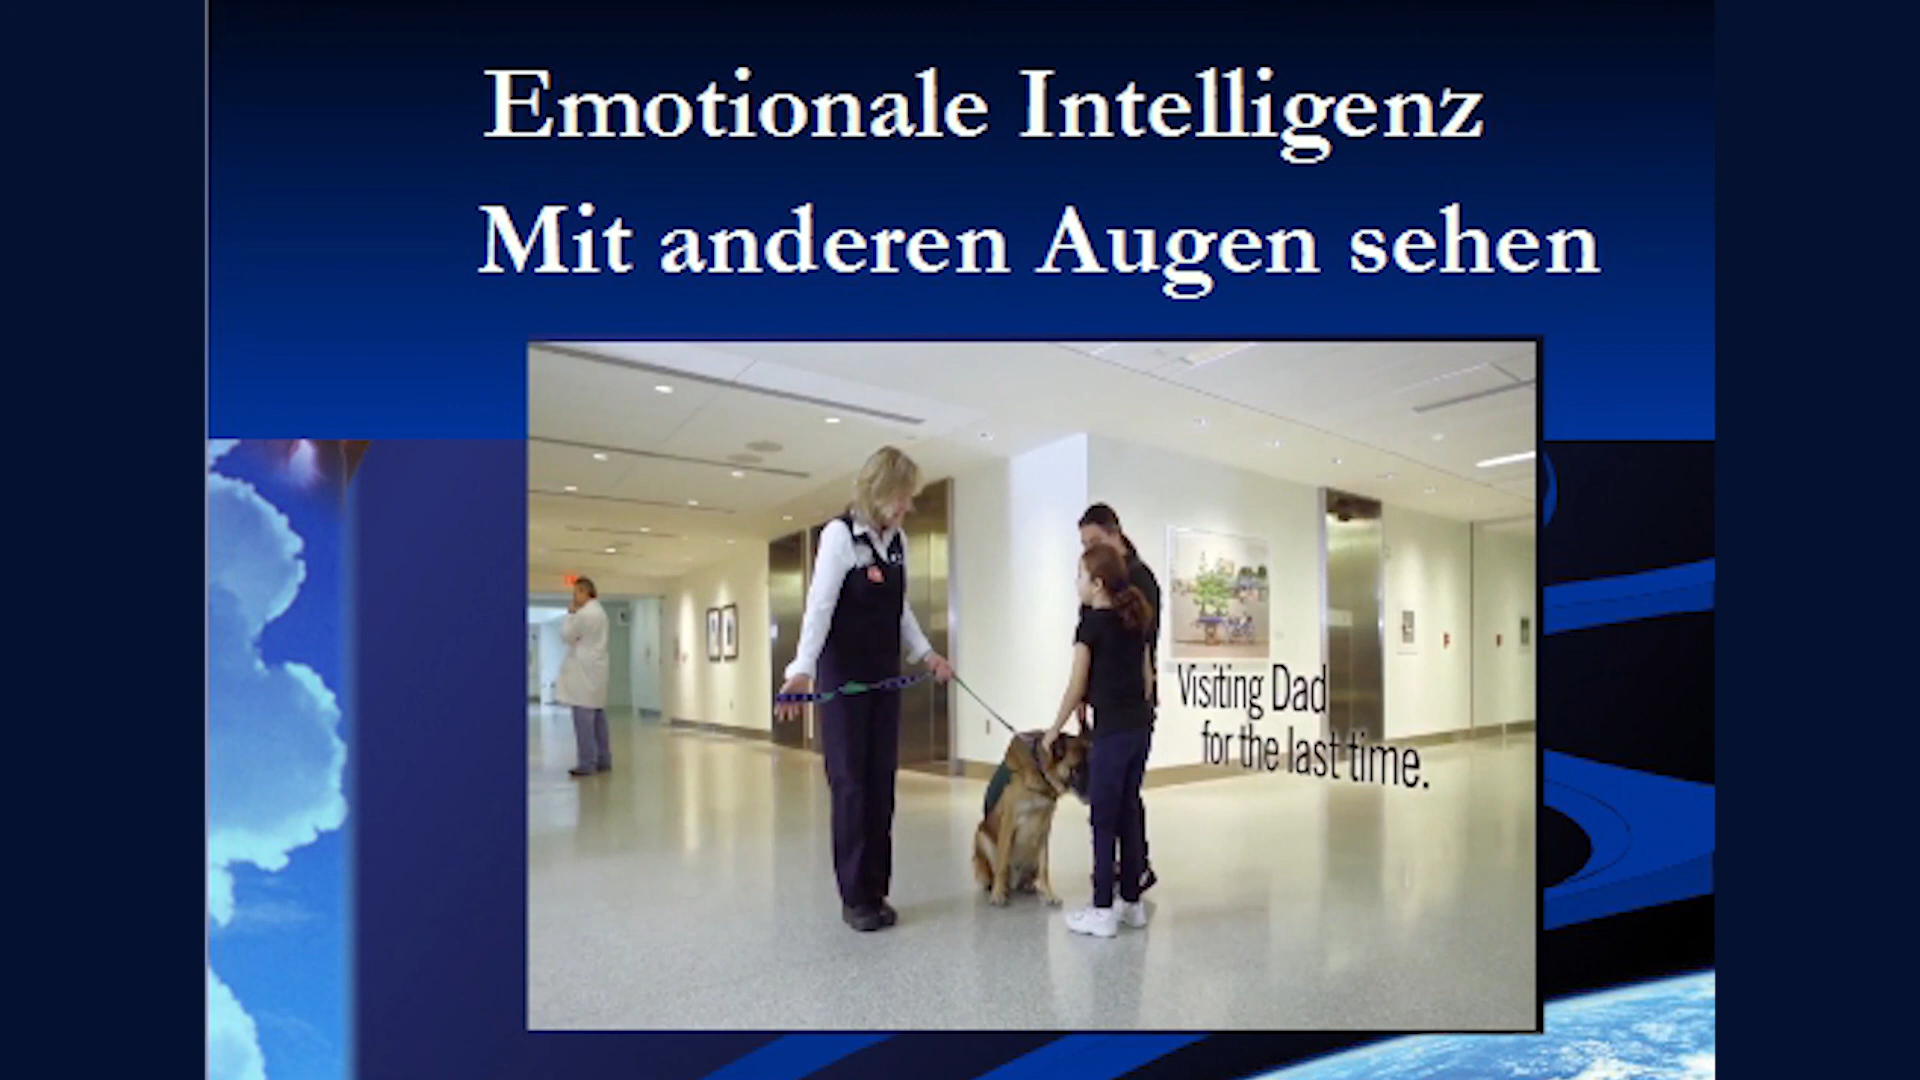 Emotionale Intelligenz
Mit anderen Augen sehen
Visiting Dad
for the last time.